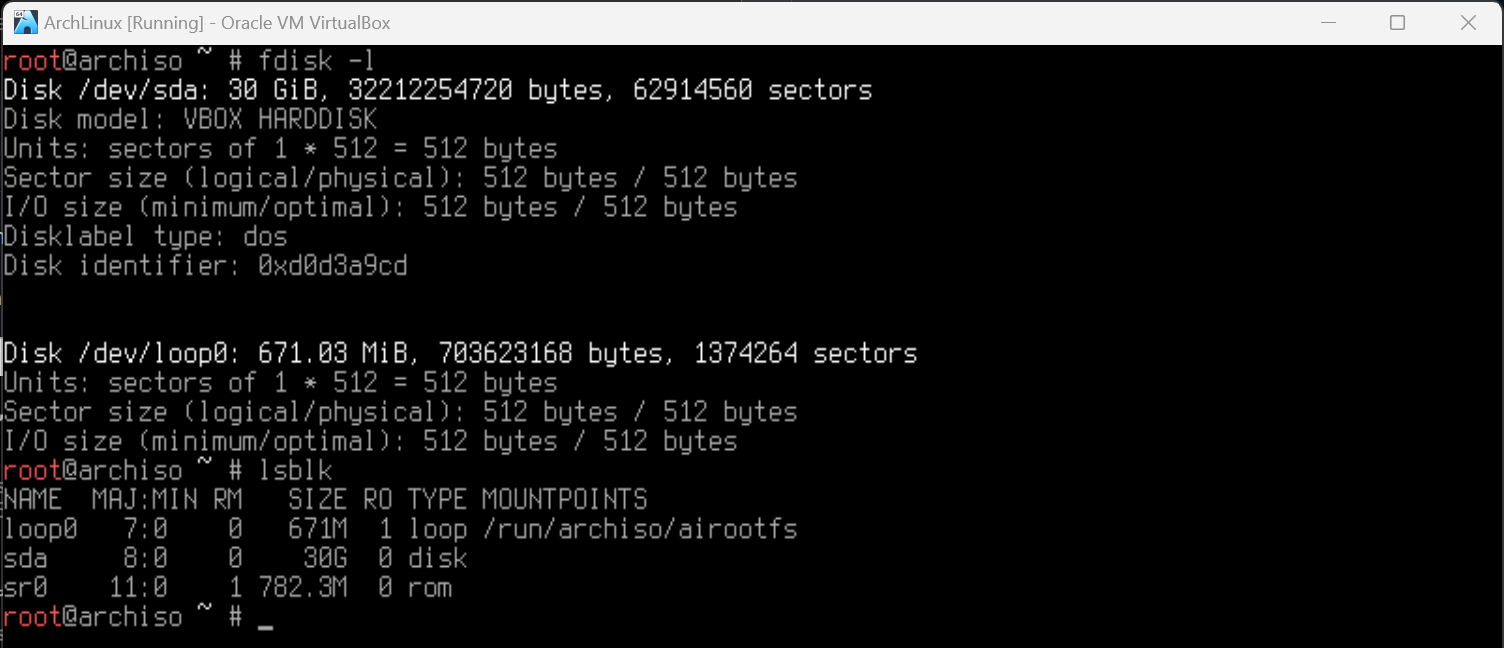 ArchLinux [Running] - Oracle VM VirtualBox
root@archiso ~ # fdisk -l
Disk /dev/sda: 30 GiB, 32212254720 bytes, 62914560 sectors
Disk model: VBOX HARDDISK
Units: sectors of 1 * 512 = 512 bytes
Sector size (logical/physical): 512 bytes / 512 bytes
I/O size (minimum/optimal): 512 bytes / 512 bytes
Disklabel type: dos
Disk identifier: 0xd0d3a9cd
Disk /dev/loop0: 671.03 MiB, 703623168 bytes, 1374264 sectors
Units: sectors of 1 * 512 = 512 bytes
Sector size (logical/physical): 512 bytes / 512 bytes
I/O size (minimum/optimal): 512 bytes / 512 bytes
root@archiso ~ # lsblk
NAME  MAJ:MIN RM   SIZE RO TYPE MOUNTPOINTS
loop0   7:0    0   671M  1 loop /run/archiso/airootfs
sda     8:0    0    30G  0 disk
sr0    11:0    1 782.3M  0 rom
root@archiso ~ # _